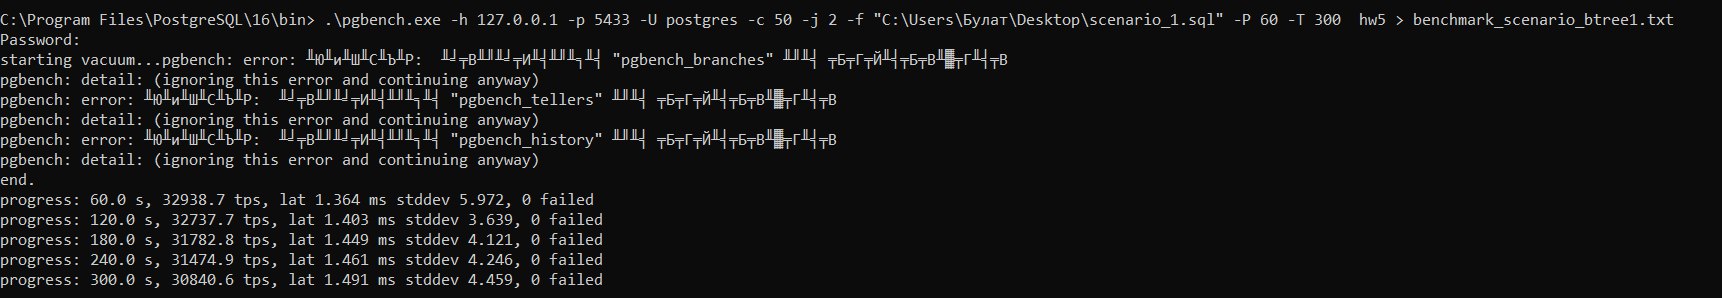 C:\Program Files\PostgreSQL\16\bin> .\pgbench.exe -h 127.0.0.1 -p 5433 -U postgres -c 50 -j 2 -f "C:\Users\Булат\Desktop\scenario_1.sql" -P 60 -T 300  hw5 > benchmark_scenario_btree1.txt
Password:
starting vacuum...pgbench: error: ╨Ю╨и╨Ш╨С╨Ъ╨Р:  ╨╛╤В╨╜╨╛╤И╨╡╨╜╨╕╨╡ "pgbench_branches" ╨╜╨╡ ╤Б╤Г╤Й╨╡╤Б╤В╨▓╤Г╨╡╤В
pgbench: detail: (ignoring this error and continuing anyway)
pgbench: error: ╨Ю╨и╨Ш╨С╨Ъ╨Р:  ╨╛╤В╨╜╨╛╤И╨╡╨╜╨╕╨╡ "pgbench_tellers" ╨╜╨╡ ╤Б╤Г╤Й╨╡╤Б╤В╨▓╤Г╨╡╤В
pgbench: detail: (ignoring this error and continuing anyway)
pgbench: error: ╨Ю╨и╨Ш╨С╨Ъ╨Р:  ╨╛╤В╨╜╨╛╤И╨╡╨╜╨╕╨╡ "pgbench_history" ╨╜╨╡ ╤Б╤Г╤Й╨╡╤Б╤В╨▓╤Г╨╡╤В
pgbench: detail: (ignoring this error and continuing anyway)
end.
progress: 60.0 s, 32938.7 tps, lat 1.364 ms stddev 5.972, 0 failed
progress: 120.0 s, 32737.7 tps, lat 1.403 ms stddev 3.639, 0 failed
progress: 180.0 s, 31782.8 tps, lat 1.449 ms stddev 4.121, 0 failed
progress: 240.0 s, 31474.9 tps, lat 1.461 ms stddev 4.246, 0 failed
progress: 300.0 s, 30840.6 tps, lat 1.491 ms stddev 4.459, 0 failed